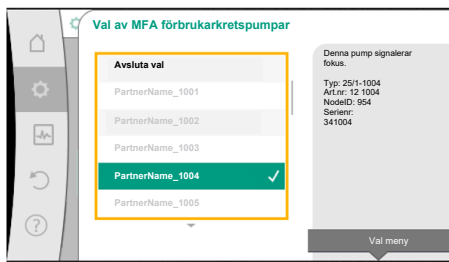 Val av MFA förbrukarkretspumpar
Avsluta val
PartnerName_1001
PartnerName_1002
PartnerName_1003
PartnerName_1004
PartnerName_1005
Denna pump signalerar
fokus.
Typ: 25/1-1004
Art.nr: 12 1004
NodeID: 954
Serienr:
341004
Val meny